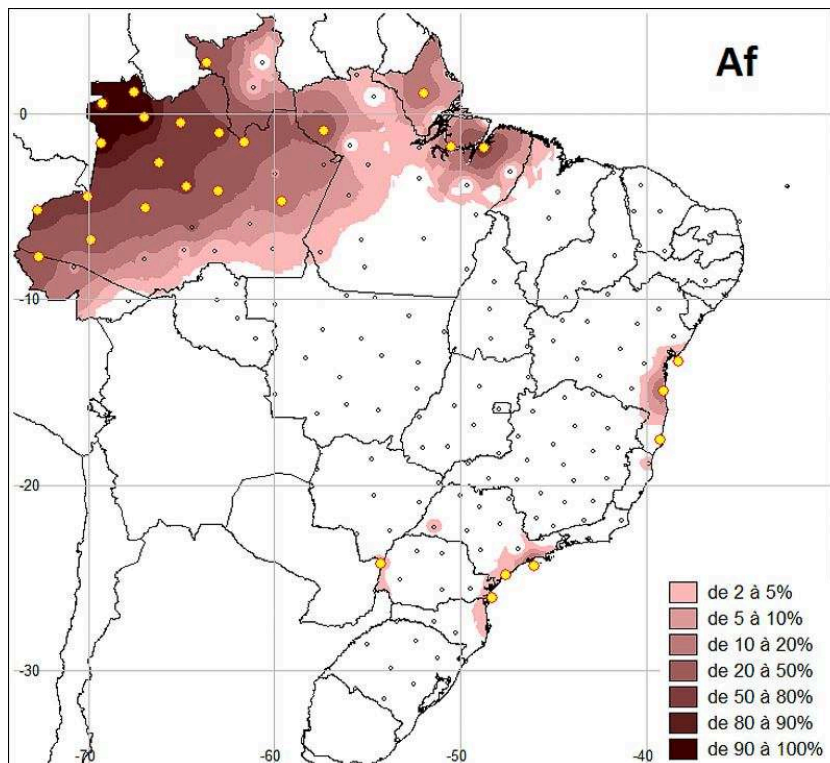 Af
0
-10
-20
-30
-70
-60
-50
-40
de 2 à 5%
de 5 à 10%
de 10 à 20%
de 20 à 50%
de 50 à 80%
de 80 à 90%
de 90 à 100%